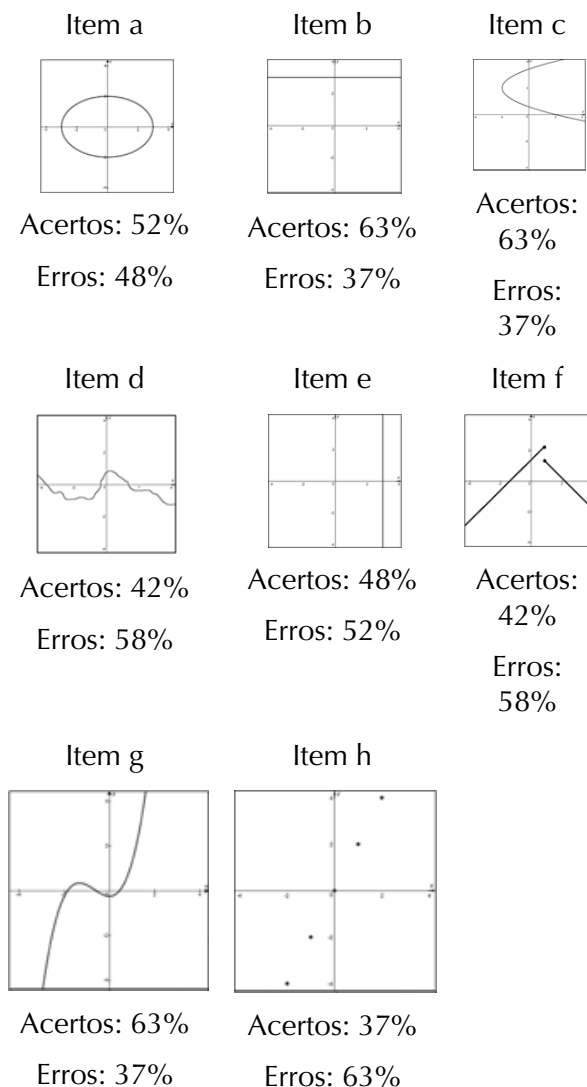 Item a
Item b
Item c
Acertos: 52%
Erros: 48%
Acertos: 63%
Erros: 37%
Acertos:
63%
Erros:
37%
Item d
Item e
Item f
Acertos: 42%
Erros: 58%
Acertos: 48%
Erros: 52%
Acertos:
42%
Erros:
58%
Item g
Item h
Acertos: 63%
Erros: 37%
Acertos: 37%
Erros: 63%